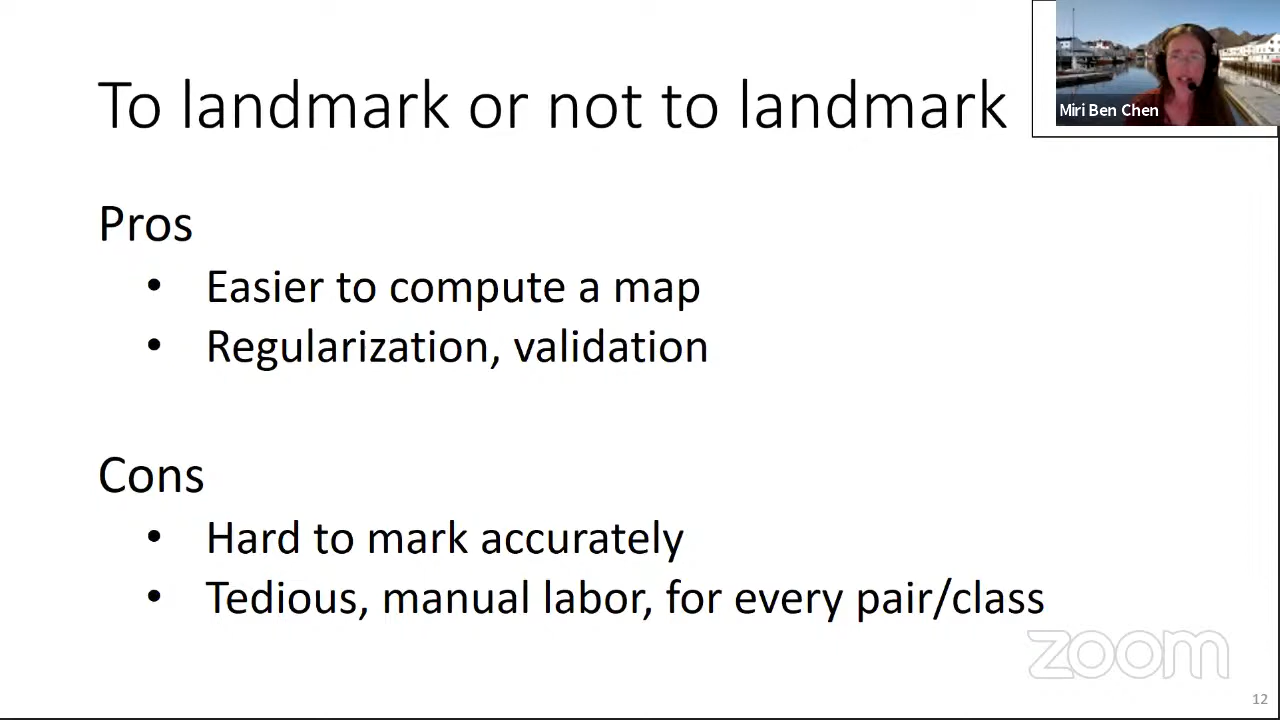 To landmark or not to landmark
Miri Ben Chen
Pros
• Easier to compute a map
• Regularization, validation
Cons
• Hard to mark accurately
• Tedious, manual labor, for every pair/class
zoom
12